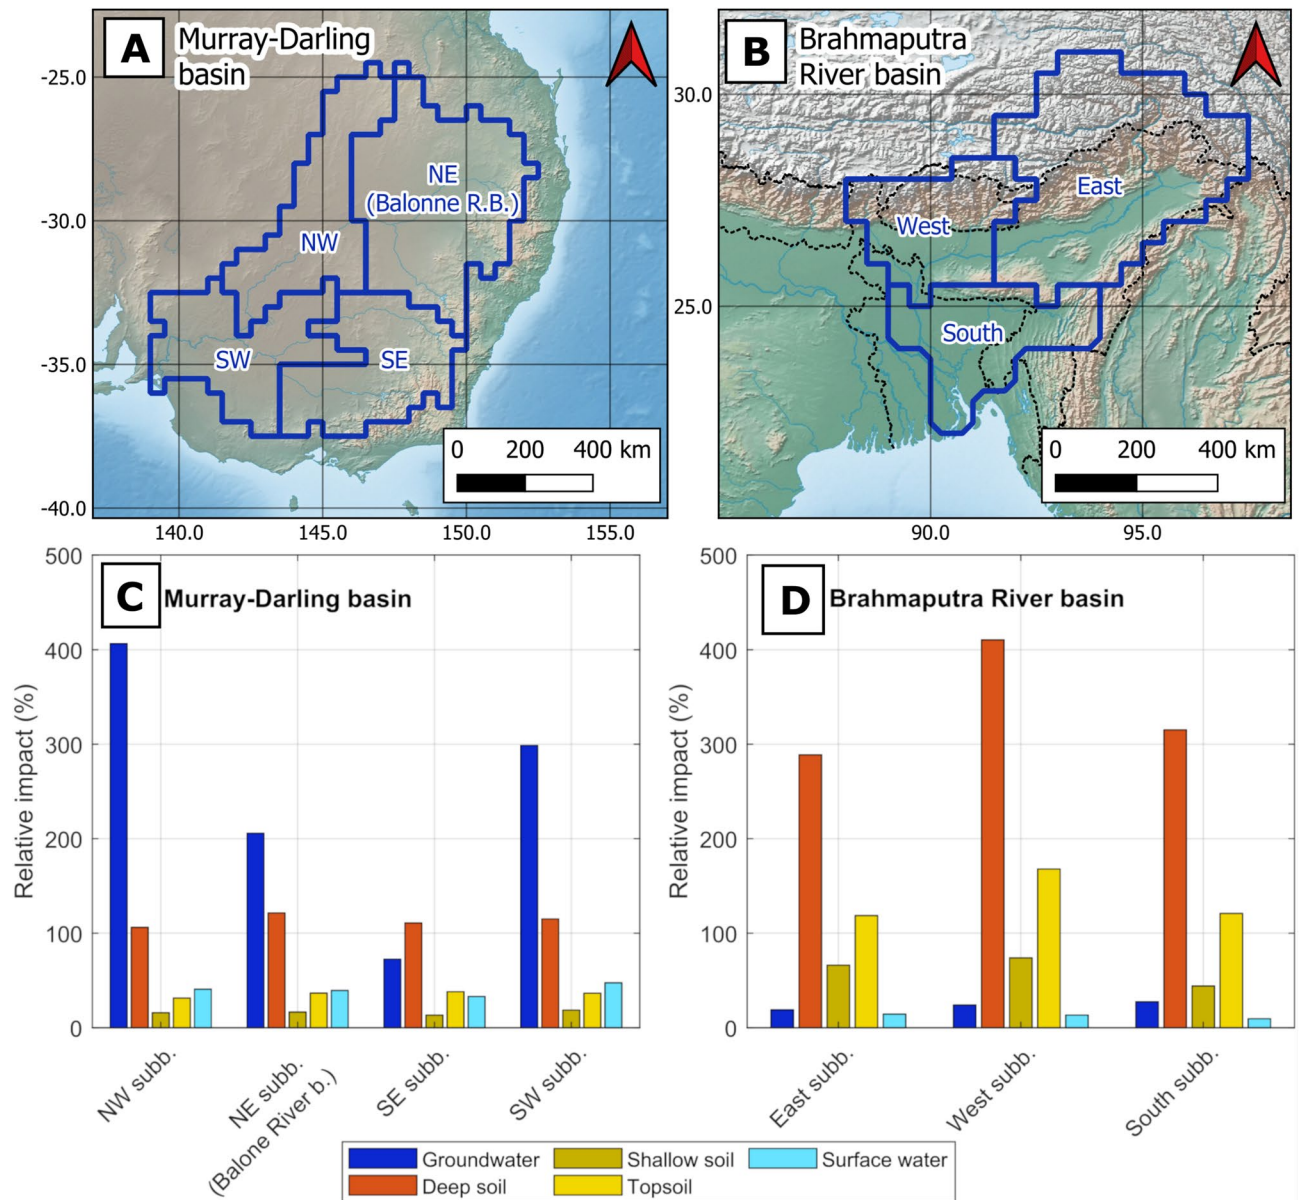 A
Murray-Darling
basin
-25.0
-30.0
-35.0
-40.0
NE
(Balonne R.B.)
NW
SW
SE
0 200 400 km
140.0 145.0 150.0 155.0
B
Brahmaputra
River basin
30.0
25.0
East
West
South
0 200 400 km
90.0 95.0
C
Murray-Darling basin
Relative impact (%)
500
400
300
200
100
0
NW subb.
NE subb.
(Balone River b.)
SE subb.
SW subb.
D
Brahmaputra River basin
Relative impact (%)
500
400
300
200
100
0
East subb.
West subb.
South subb.
Groundwater
Shallow soil
Surface water
Deep soil
Topsoil